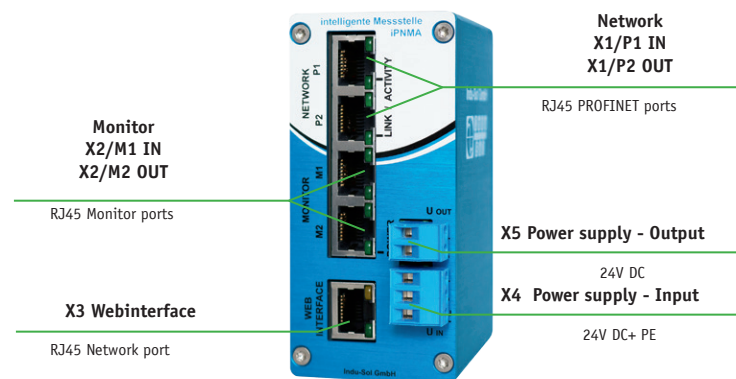 intelligente Messstelle
iPNMA
Network
X1/P1 IN
X1/P2 OUT
RJ45 PROFINET ports
NETWORK
P1
P2
LINK
ACTIVITY
Monitor
X2/M1 IN
X2/M2 OUT
RJ45 Monitor ports
MONITOR
M1
M2
U OUT
X5 Power supply - Output
24V DC
X4 Power supply - Input
24V DC+ PE
U IN
X3 Webinterface
RJ45 Network port
WEB
INTERFACE
Indu-Sol GmbH